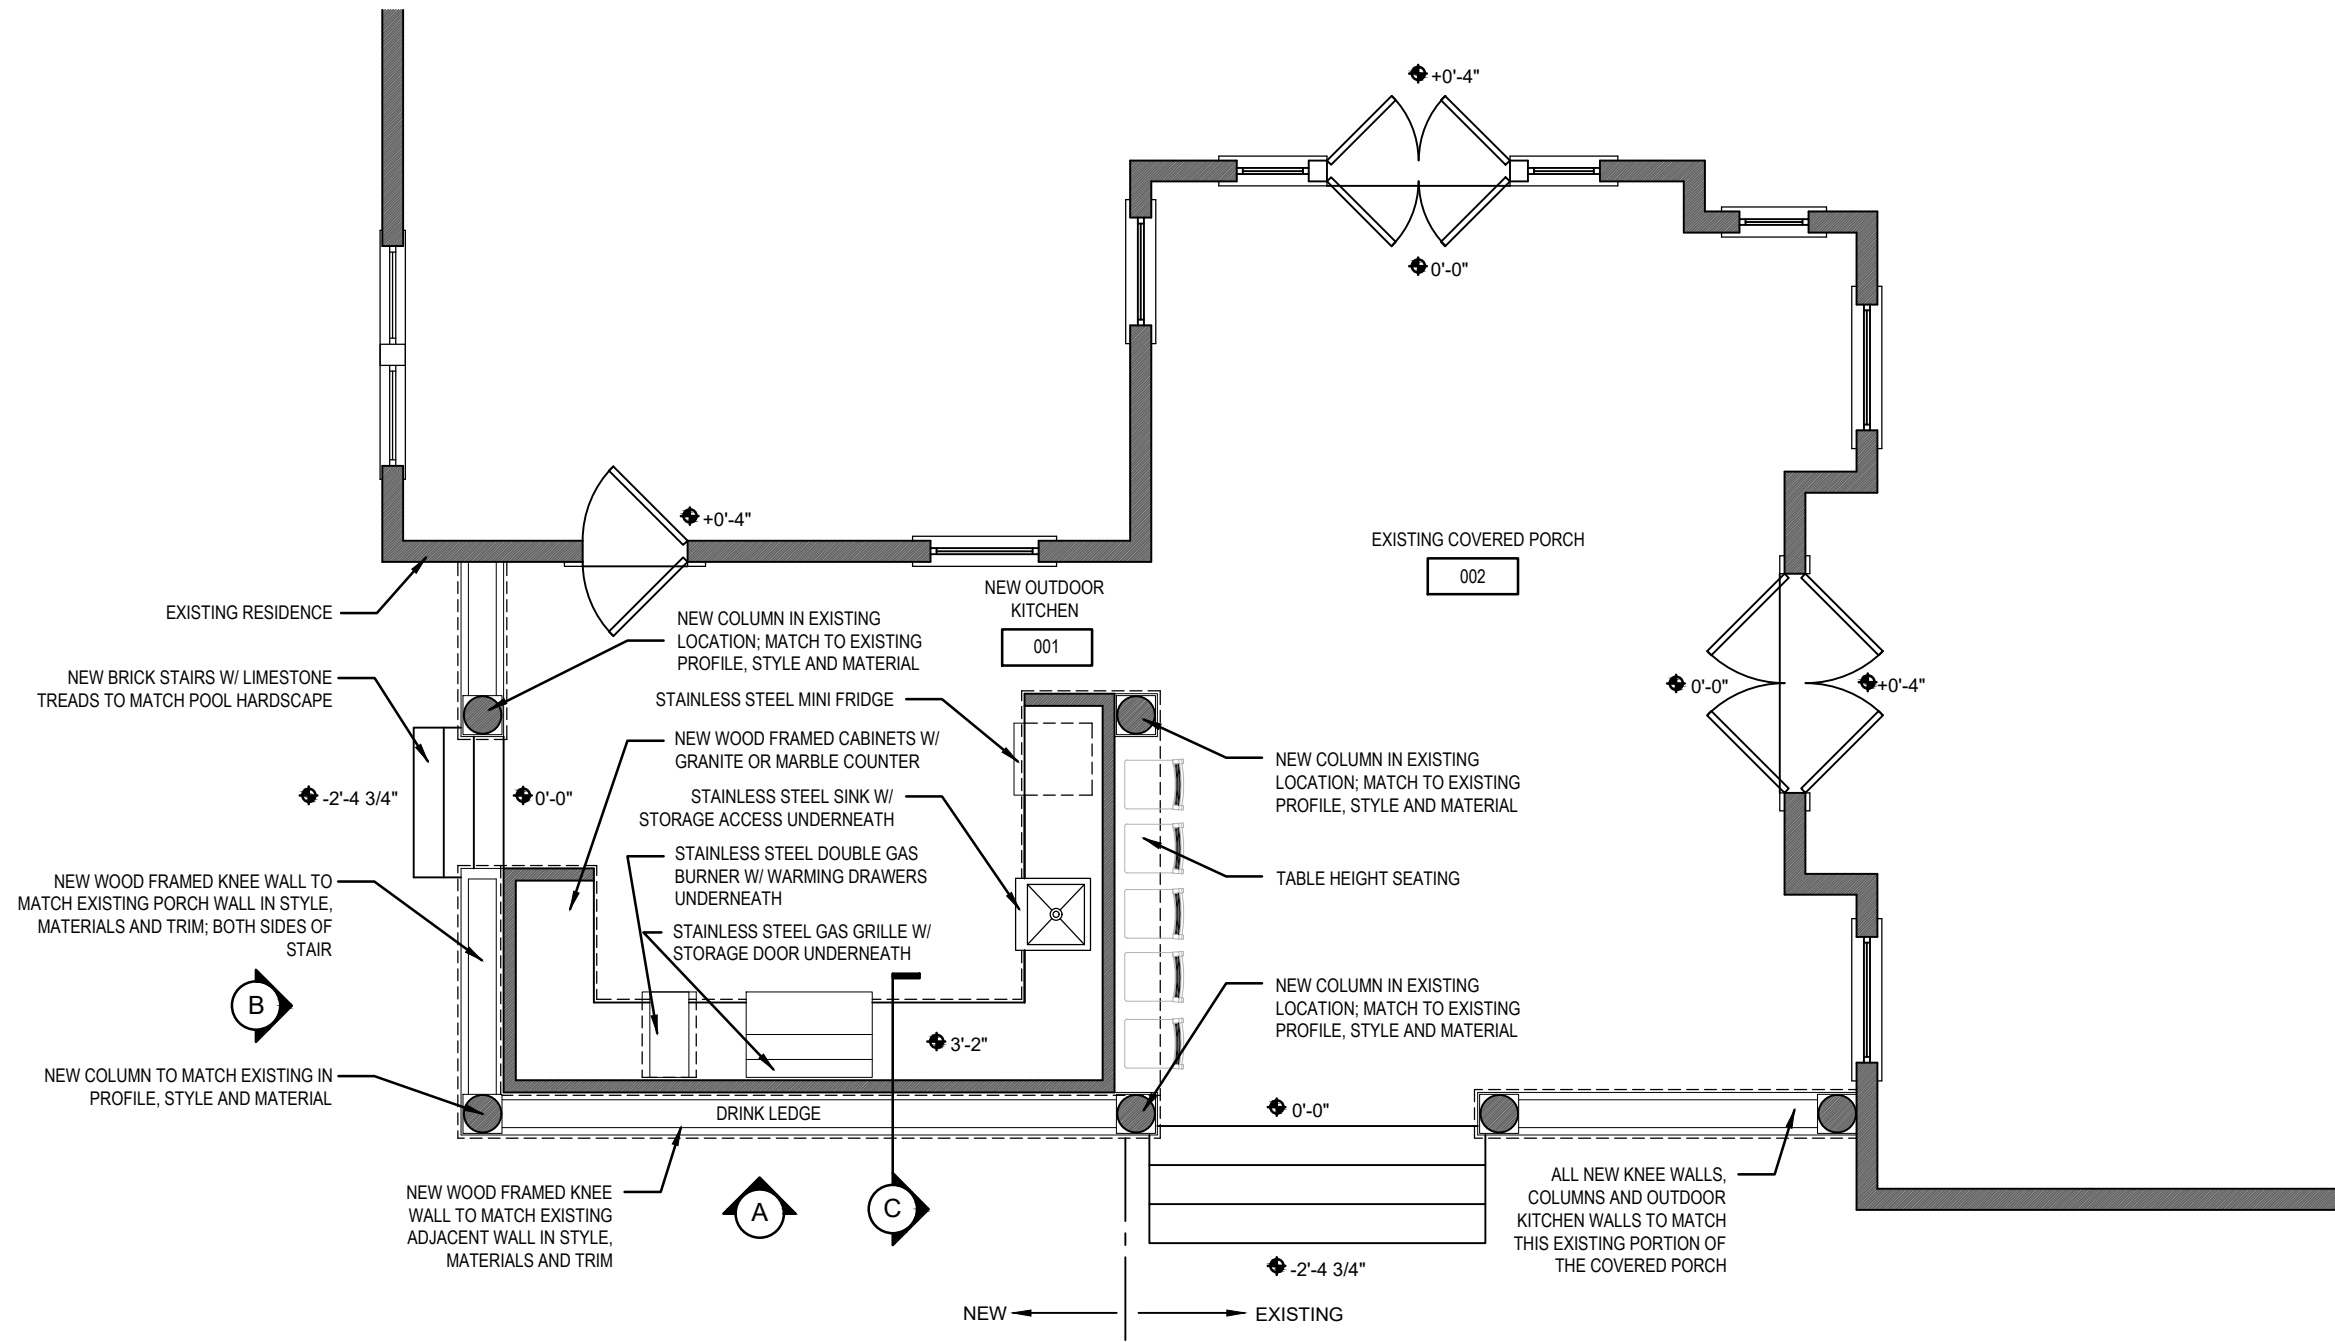 +0'-4"
0'-0"
+0'-4"
EXISTING COVERED PORCH
002
NEW OUTDOOR
KITCHEN
001
EXISTING RESIDENCE
NEW COLUMN IN EXISTING
LOCATION; MATCH TO EXISTING
PROFILE, STYLE AND MATERIAL
NEW BRICK STAIRS W/ LIMESTONE
TREADS TO MATCH POOL HARDSCAPE
STAINLESS STEEL MINI FRIDGE
0'-0"
+0'-4"
NEW WOOD FRAMED CABINETS W/
GRANITE OR MARBLE COUNTER
NEW COLUMN IN EXISTING
LOCATION; MATCH TO EXISTING
PROFILE, STYLE AND MATERIAL
-2'-4 3/4"
0'-0"
STAINLESS STEEL SINK W/
STORAGE ACCESS UNDERNEATH
STAINLESS STEEL DOUBLE GAS
BURNER W/ WARMING DRAWERS
UNDERNEATH
TABLE HEIGHT SEATING
NEW WOOD FRAMED KNEE WALL TO
MATCH EXISTING PORCH WALL IN STYLE,
MATERIALS AND TRIM; BOTH SIDES OF
STAIR
STAINLESS STEEL GAS GRILLE W/
STORAGE DOOR UNDERNEATH
B
NEW COLUMN IN EXISTING
LOCATION; MATCH TO EXISTING
PROFILE, STYLE AND MATERIAL
3'-2"
NEW COLUMN TO MATCH EXISTING IN
PROFILE, STYLE AND MATERIAL
DRINK LEDGE
0'-0"
NEW WOOD FRAMED KNEE
WALL TO MATCH EXISTING
ADJACENT WALL IN STYLE,
MATERIALS AND TRIM
A
C
ALL NEW KNEE WALLS,
COLUMNS AND OUTDOOR
KITCHEN WALLS TO MATCH
THIS EXISTING PORTION OF
THE COVERED PORCH
-2'-4 3/4"
NEW
EXISTING